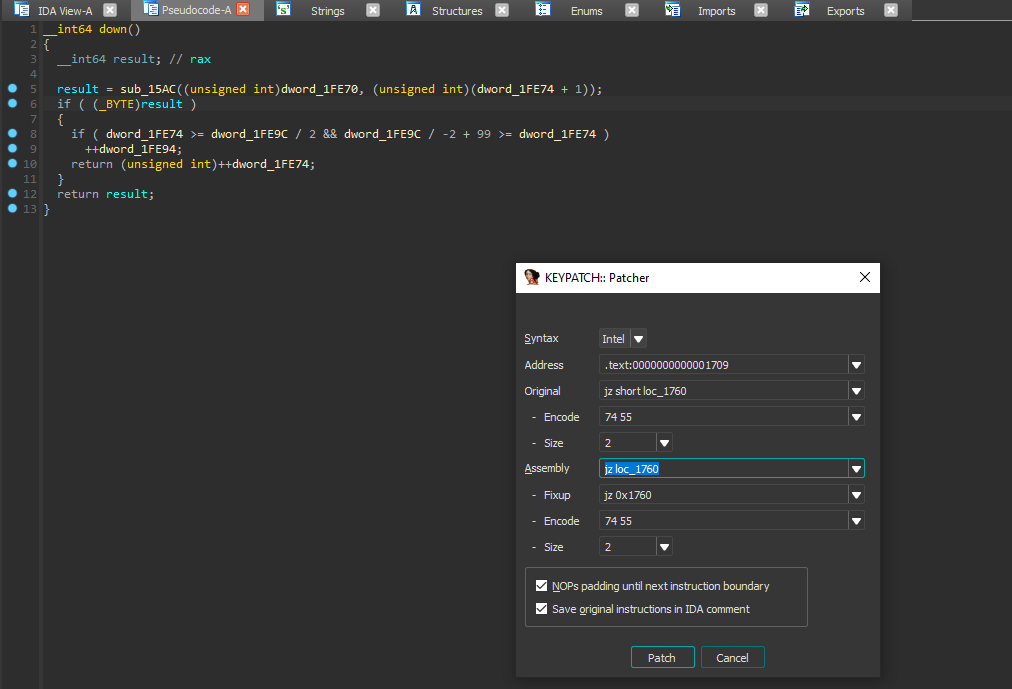 IDA View-A Pseudocode-A Strings Structures Enums Imports Exports
1 __int64 down()
2 {
3 __int64 result; // rax
4
5 result = sub_15AC((unsigned int)dword_1FE70, (unsigned int)(dword_1FE74 + 1));
6 if ( (_BYTE)result )
7 {
8 if ( dword_1FE74 >= dword_1FE9C / 2 && dword_1FE9C / -2 + 99 >= dword_1FE74 )
9 ++dword_1FE94;
10 return (unsigned int)++dword_1FE74;
11 }
12 return result;
13 }
KEYPATCH:: Patcher
Syntax Intel
Address .text:0000000000001709
Original jz short loc_1760
- Encode 74 55
- Size 2
Assembly jz loc_1760
- Fixup jz 0x1760
- Encode 74 55
- Size 2
NOPs padding until next instruction boundary
Save original instructions in IDA comment
Patch Cancel